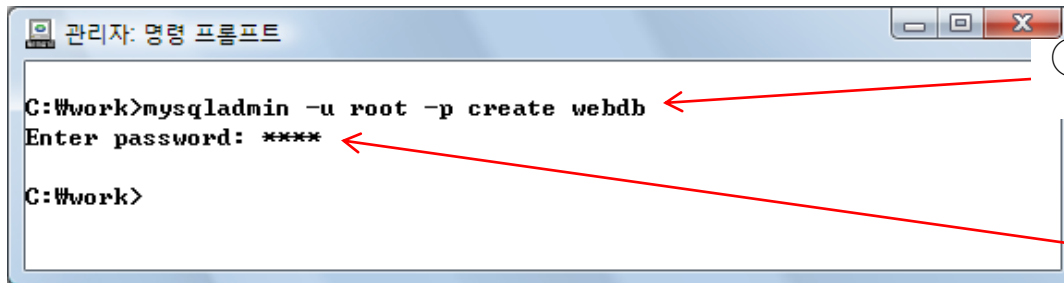 관리자: 명령 프롬프트
C:₩work>mysqladmin -u root -p create webdb
Enter password: ****
C:₩work>